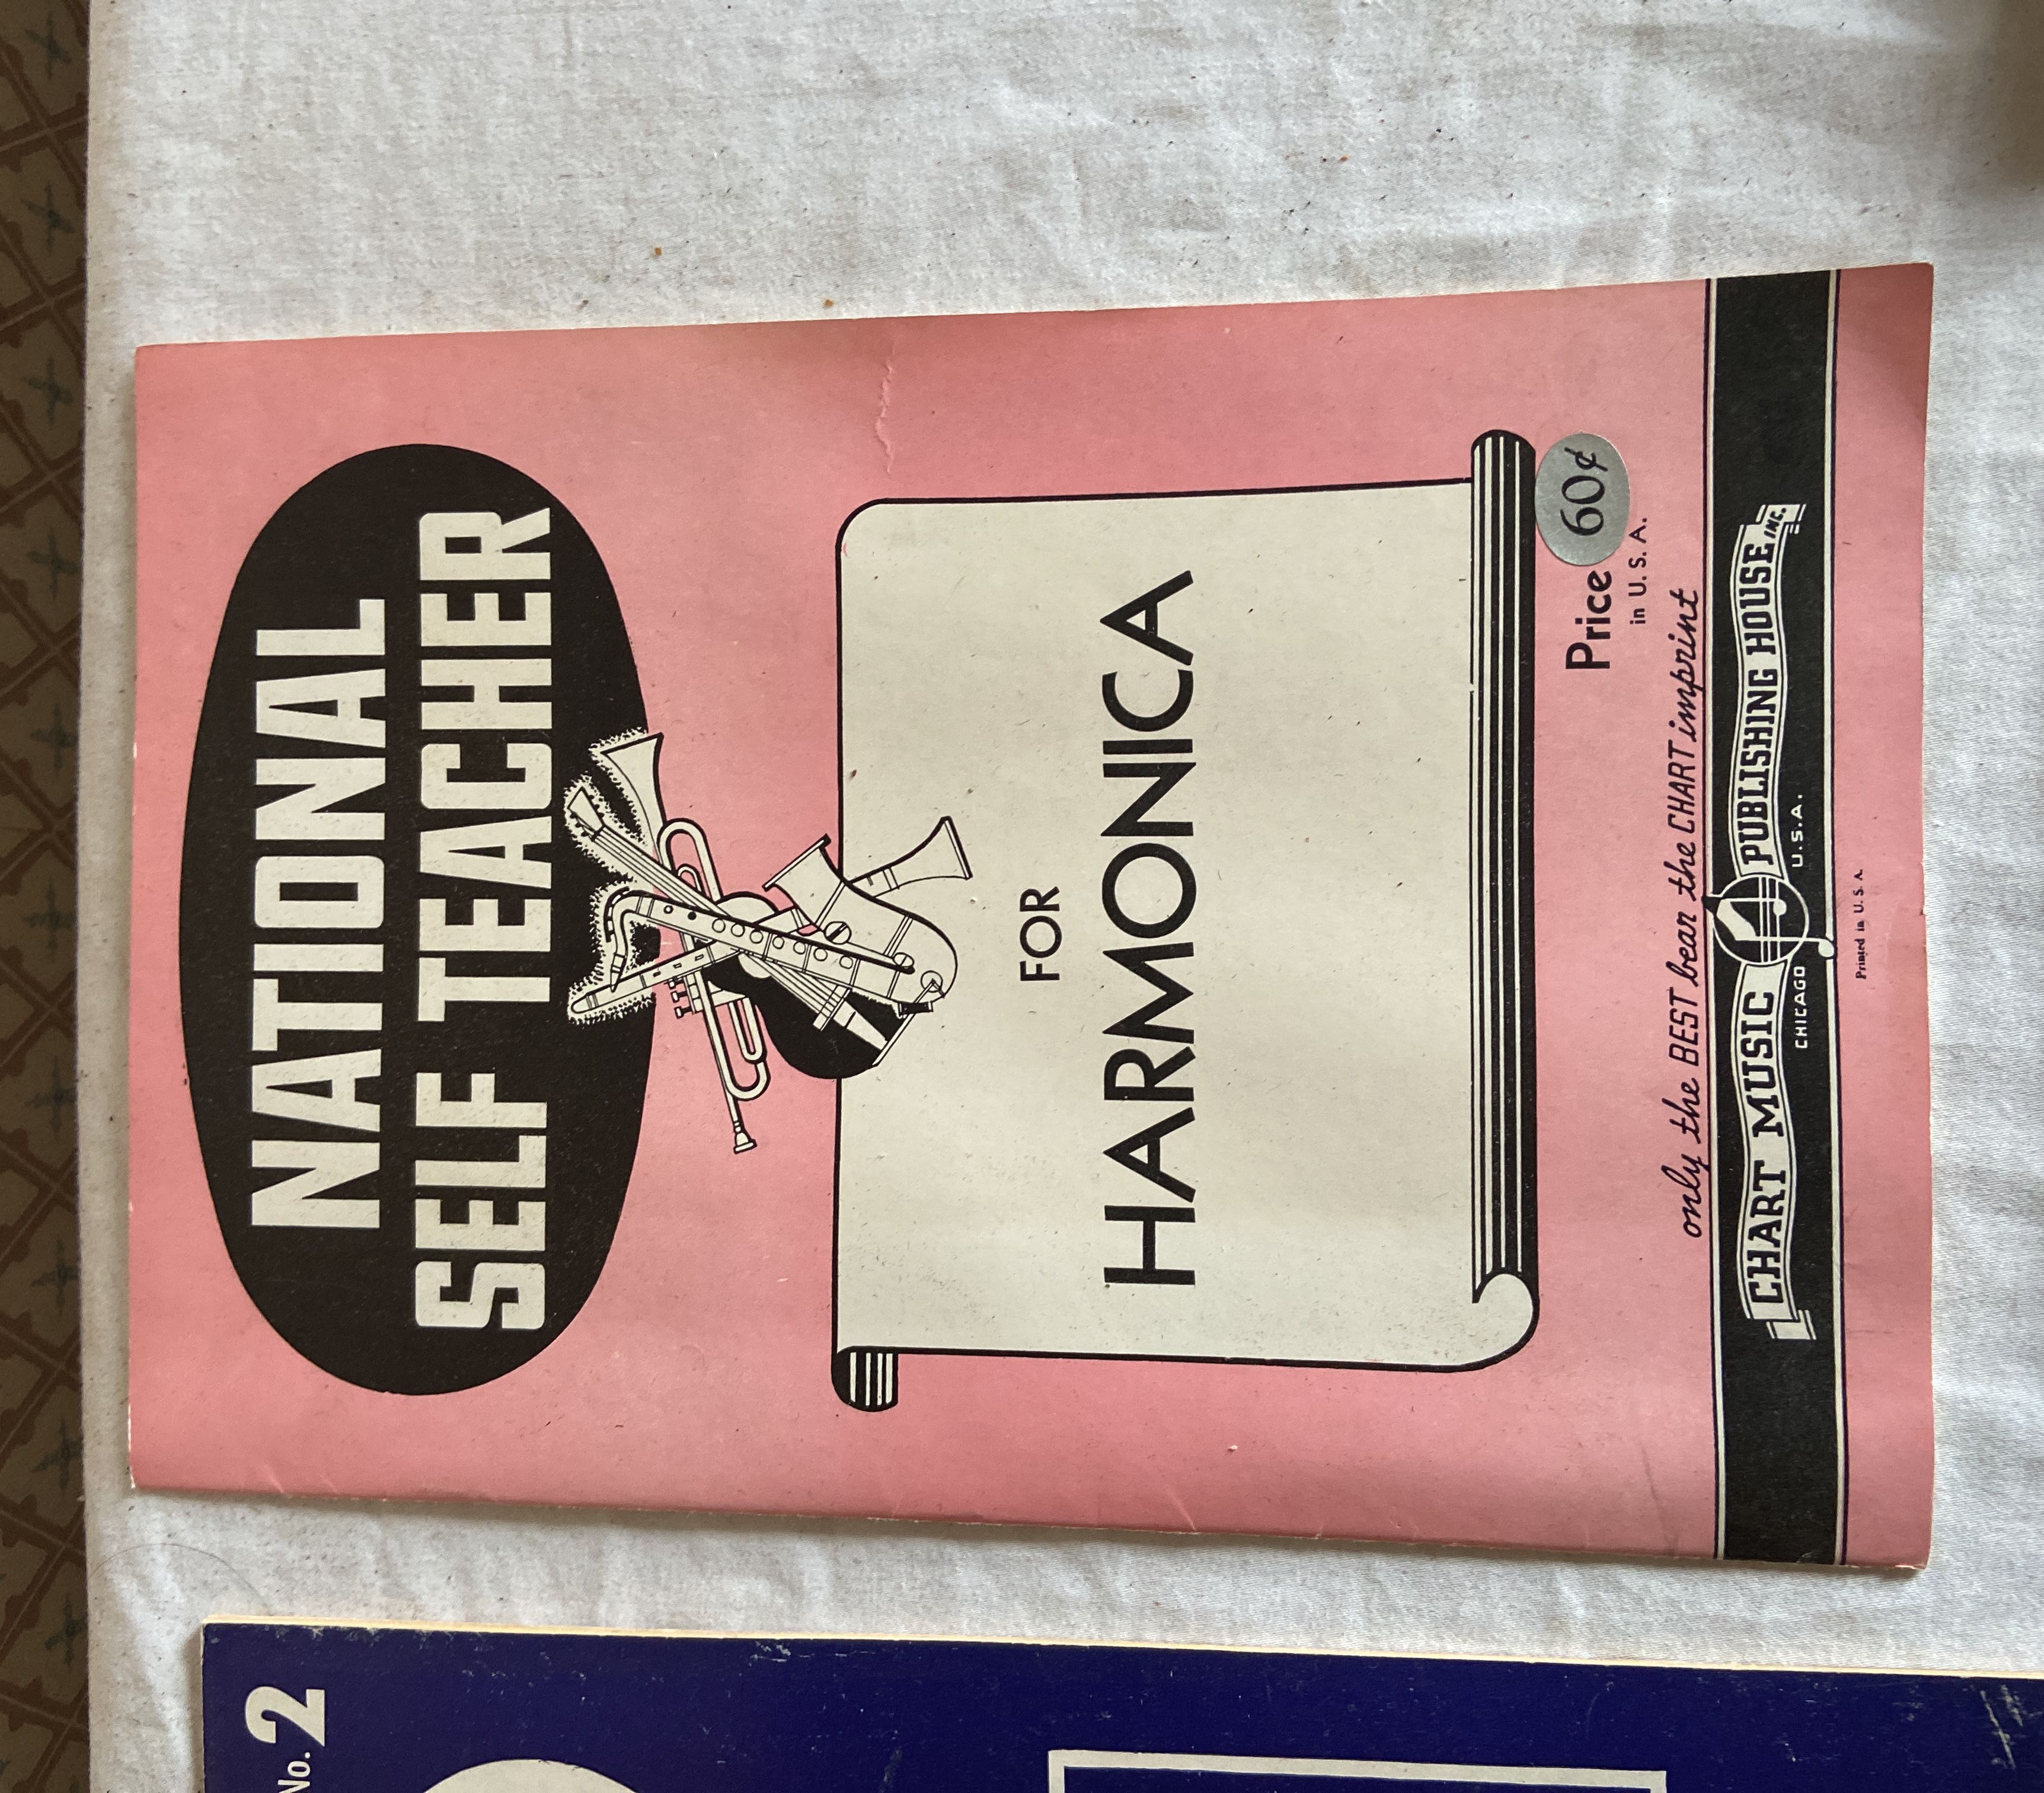 NATIONAL
SELF TEACHER
FOR
HARMONICA
Price 60¢
in U. S. A.
only the BEST bear the CHART imprint
CHART MUSIC PUBLISHING HOUSE INC.
CHICAGO U.S.A.
Printed in U. S. A.
No. 2